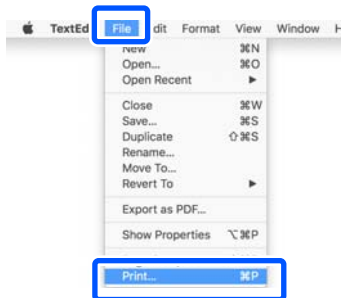 TextEd File dit Format View Window H
New ⌘N
Open... ⌘O
Open Recent ▶
Close ⌘W
Save... ⌘S
Duplicate ⇧⌘S
Rename...
Move To...
Revert To ▶
Export as PDF...
Show Properties ⌥⌘P
Print... ⌘P